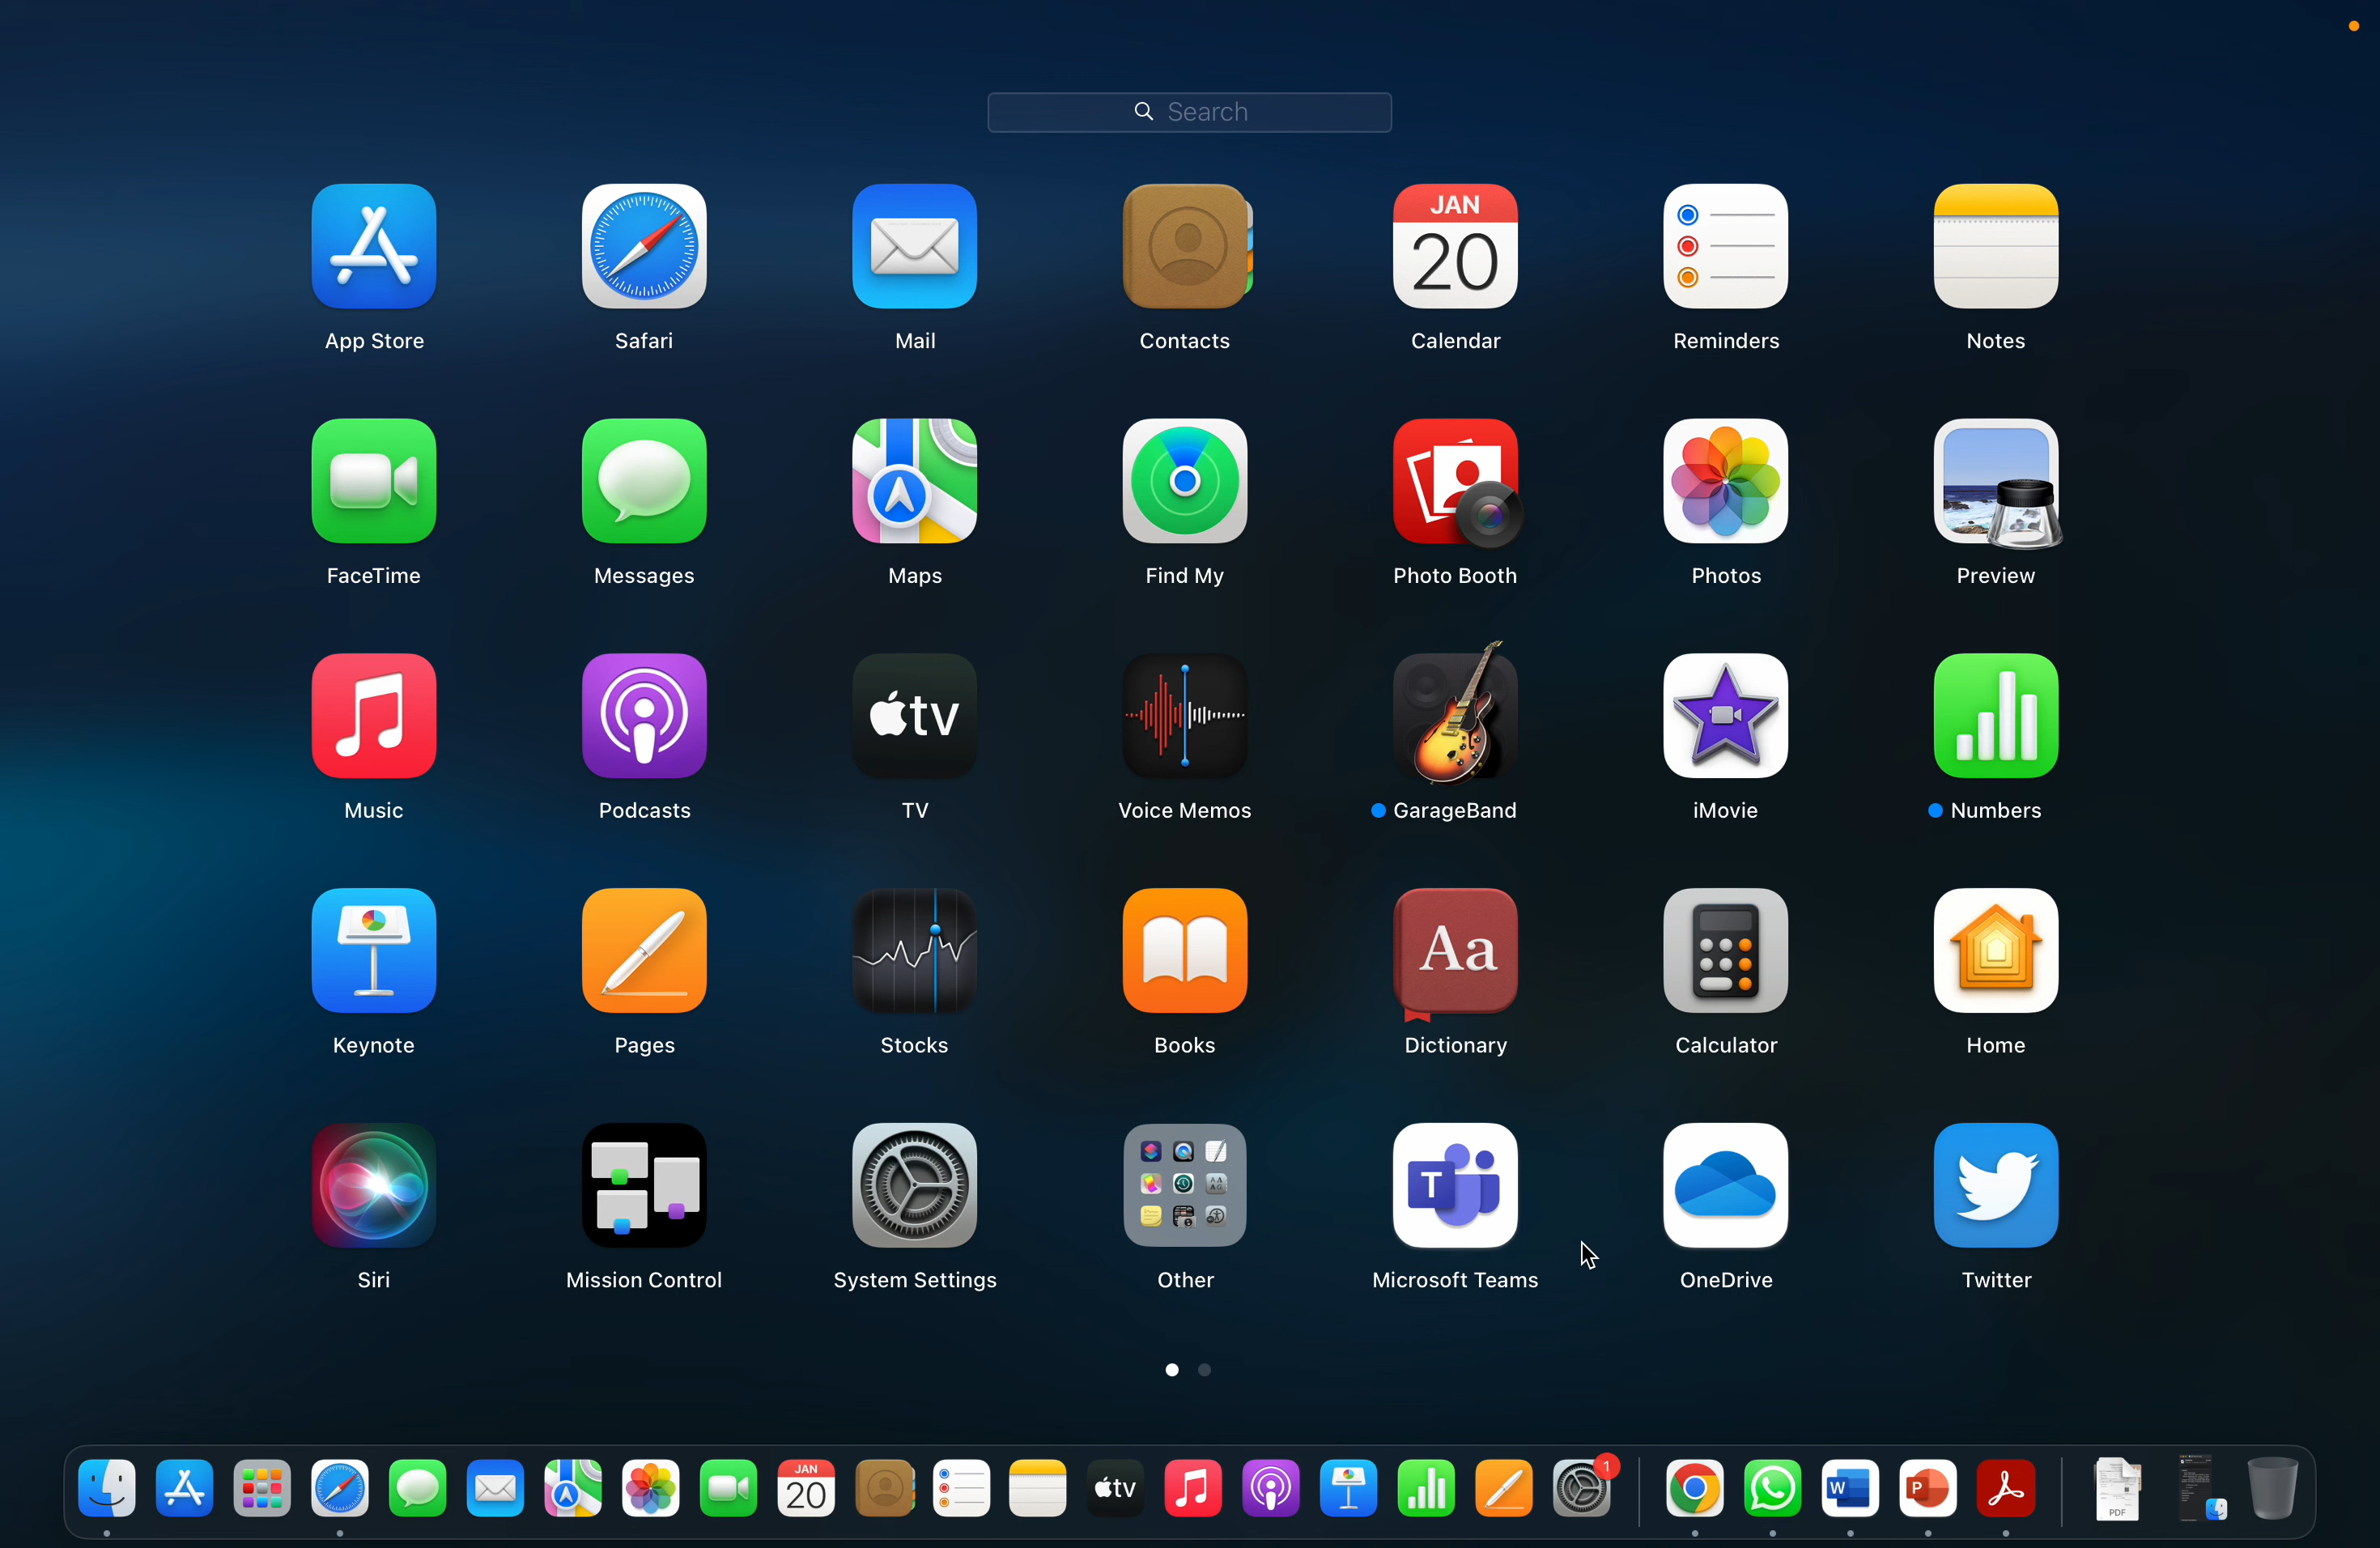 Search
JAN
20
App Store Safari Mail Contacts Calendar Reminders Notes
FaceTime Messages Maps Find My Photo Booth Photos Preview
tv
Music Podcasts TV Voice Memos GarageBand iMovie Numbers
Aa
Keynote Pages Stocks Books Dictionary Calculator Home
T
Siri Mission Control System Settings Other Microsoft Teams OneDrive Twitter
JAN
20
tv
1
W
P
PDF